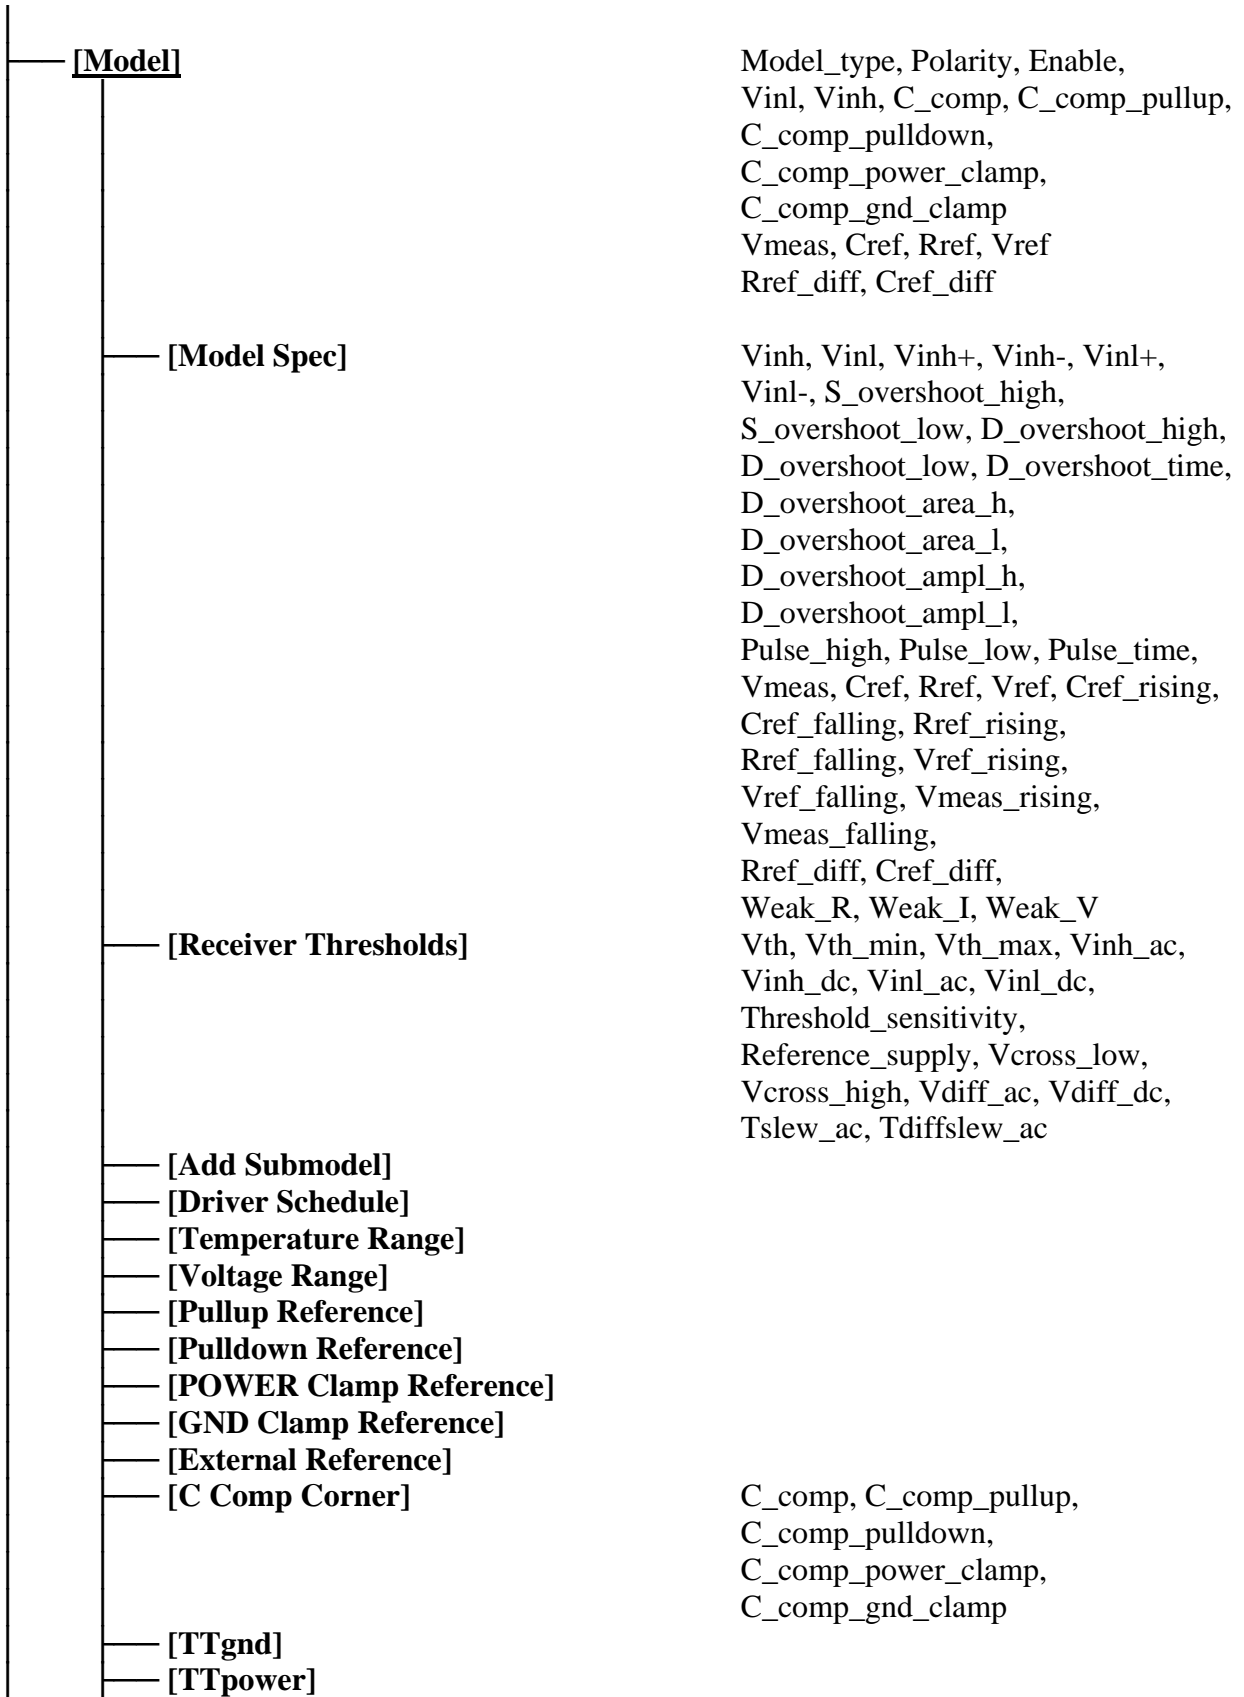 [Model] Model_type, Polarity, Enable,
Vinl, Vinh, C_comp, C_comp_pullup,
C_comp_pulldown,
C_comp_power_clamp,
C_comp_gnd_clamp
Vmeas, Cref, Rref, Vref
Rref_diff, Cref_diff
[Model Spec] Vinh, Vinl, Vinh+, Vinh-, Vinl+,
Vinl-, S_overshoot_high,
S_overshoot_low, D_overshoot_high,
D_overshoot_low, D_overshoot_time,
D_overshoot_area_h,
D_overshoot_area_l,
D_overshoot_ampl_h,
D_overshoot_ampl_l,
Pulse_high, Pulse_low, Pulse_time,
Vmeas, Cref, Rref, Vref, Cref_rising,
Cref_falling, Rref_rising,
Rref_falling, Vref_rising,
Vref_falling, Vmeas_rising,
Vmeas_falling,
Rref_diff, Cref_diff,
Weak_R, Weak_I, Weak_V
[Receiver Thresholds] Vth, Vth_min, Vth_max, Vinh_ac,
Vinh_dc, Vinl_ac, Vinl_dc,
Threshold_sensitivity,
Reference_supply, Vcross_low,
Vcross_high, Vdiff_ac, Vdiff_dc,
Tslew_ac, Tdiffslew_ac
[Add Submodel]
[Driver Schedule]
[Temperature Range]
[Voltage Range]
[Pullup Reference]
[Pulldown Reference]
[POWER Clamp Reference]
[GND Clamp Reference]
[External Reference]
[C Comp Corner] C_comp, C_comp_pullup,
C_comp_pulldown,
C_comp_power_clamp,
C_comp_gnd_clamp
[TTgnd]
[TTpower]